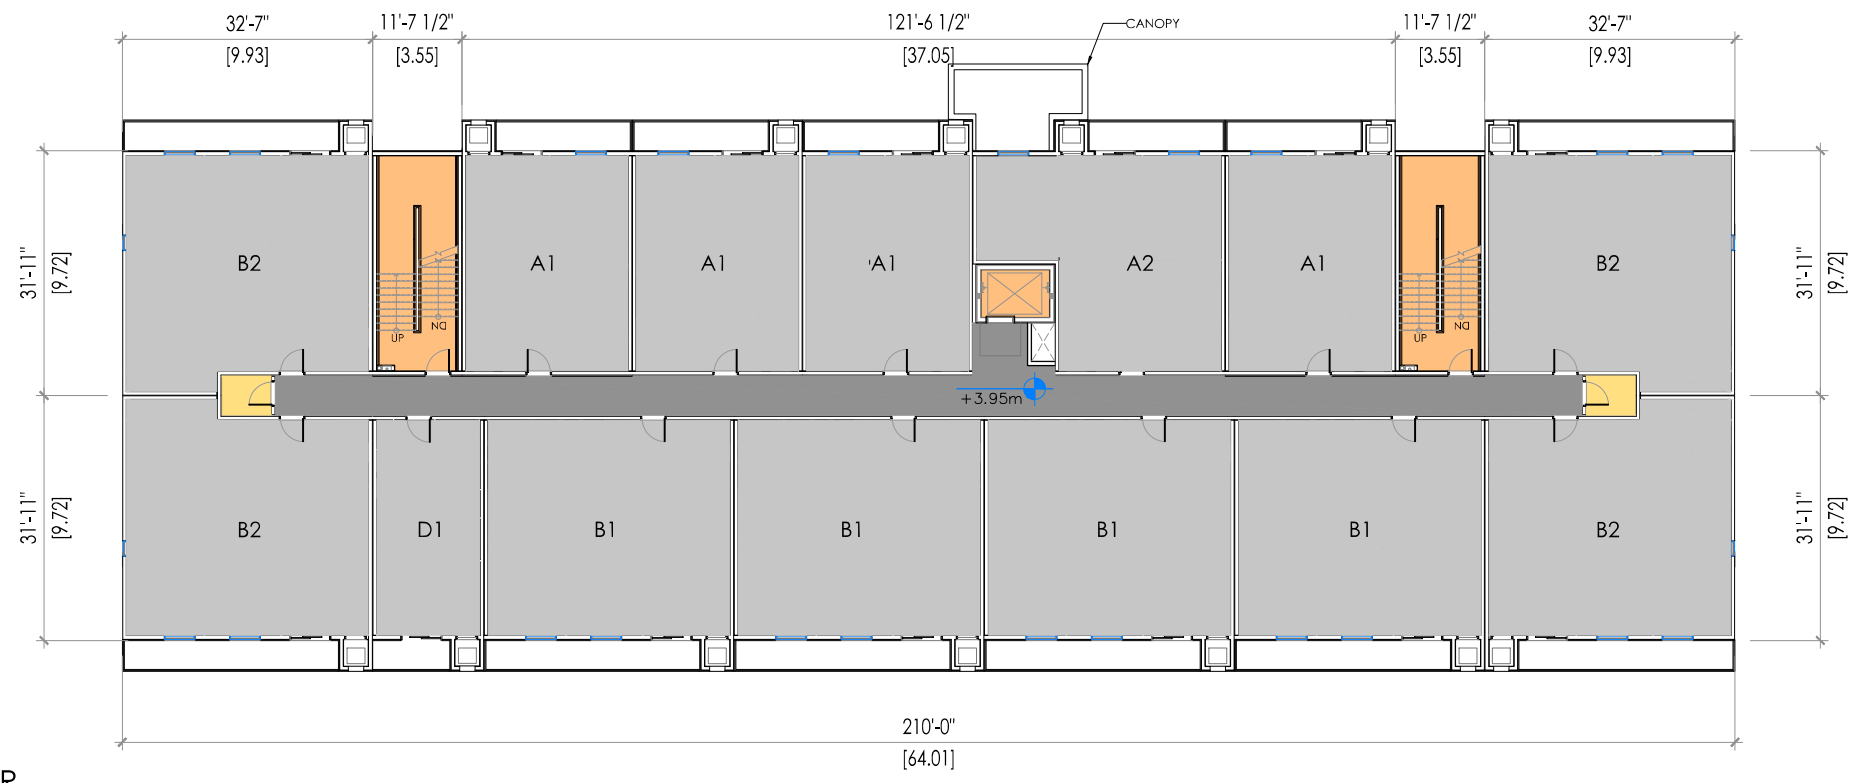 32'-7" 11'-7 1/2" 121'-6 1/2" CANOPY 11'-7 1/2" 32'-7"
[9.93] [3.55] [37.05] [3.55] [9.93]
31'-11" [9.72] B2 A1 A1 A1 A2 A1 B2 31'-11" [9.72]
UP DN UP DN
+3.95m
31'-11" [9.72] B2 D1 B1 B1 B1 B1 B2 31'-11" [9.72]
210'-0"
[64.01]
R